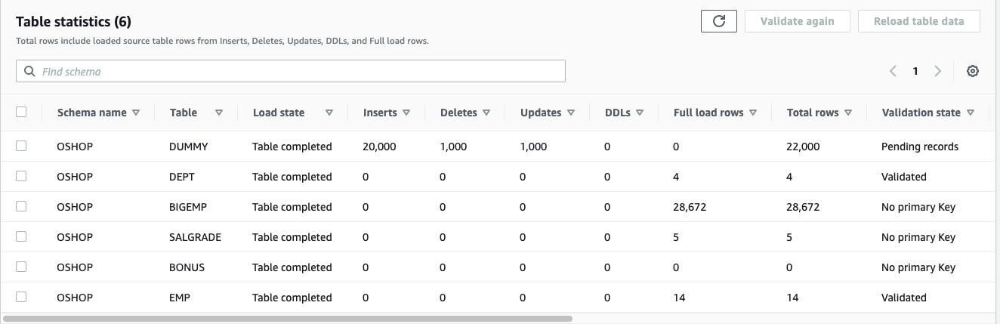 Table statistics (6)
Validate again
Reload table data
Total rows include loaded source table rows from Inserts, Deletes, Updates, DDLs, and Full load rows.
Find schema
1
Schema name Table Load state Inserts Deletes Updates DDLs Full load rows Total rows Validation state
OSHOP DUMMY Table completed 20,000 1,000 1,000 0 0 22,000 Pending records
OSHOP DEPT Table completed 0 0 0 0 4 4 Validated
OSHOP BIGEMP Table completed 0 0 0 0 28,672 28,672 No primary Key
OSHOP SALGRADE Table completed 0 0 0 0 5 5 No primary Key
OSHOP BONUS Table completed 0 0 0 0 0 0 No primary Key
OSHOP EMP Table completed 0 0 0 0 14 14 Validated